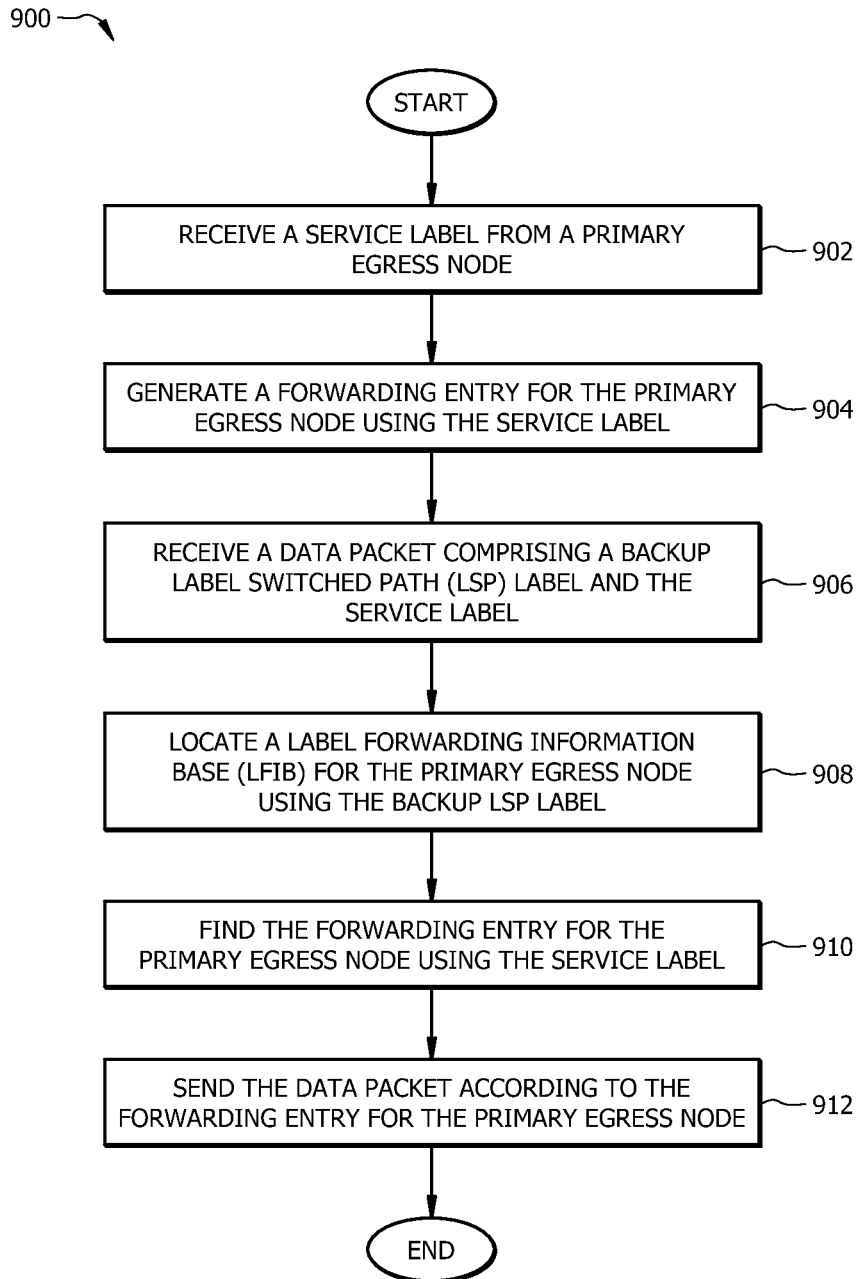 900
START
RECEIVE A SERVICE LABEL FROM A PRIMARY
EGRESS NODE
902
GENERATE A FORWARDING ENTRY FOR THE PRIMARY
EGRESS NODE USING THE SERVICE LABEL
904
RECEIVE A DATA PACKET COMPRISING A BACKUP
LABEL SWITCHED PATH (LSP) LABEL AND THE
SERVICE LABEL
906
LOCATE A LABEL FORWARDING INFORMATION
BASE (LFIB) FOR THE PRIMARY EGRESS NODE
USING THE BACKUP LSP LABEL
908
FIND THE FORWARDING ENTRY FOR THE
PRIMARY EGRESS NODE USING THE SERVICE LABEL
910
SEND THE DATA PACKET ACCORDING TO THE
FORWARDING ENTRY FOR THE PRIMARY EGRESS NODE
912
END